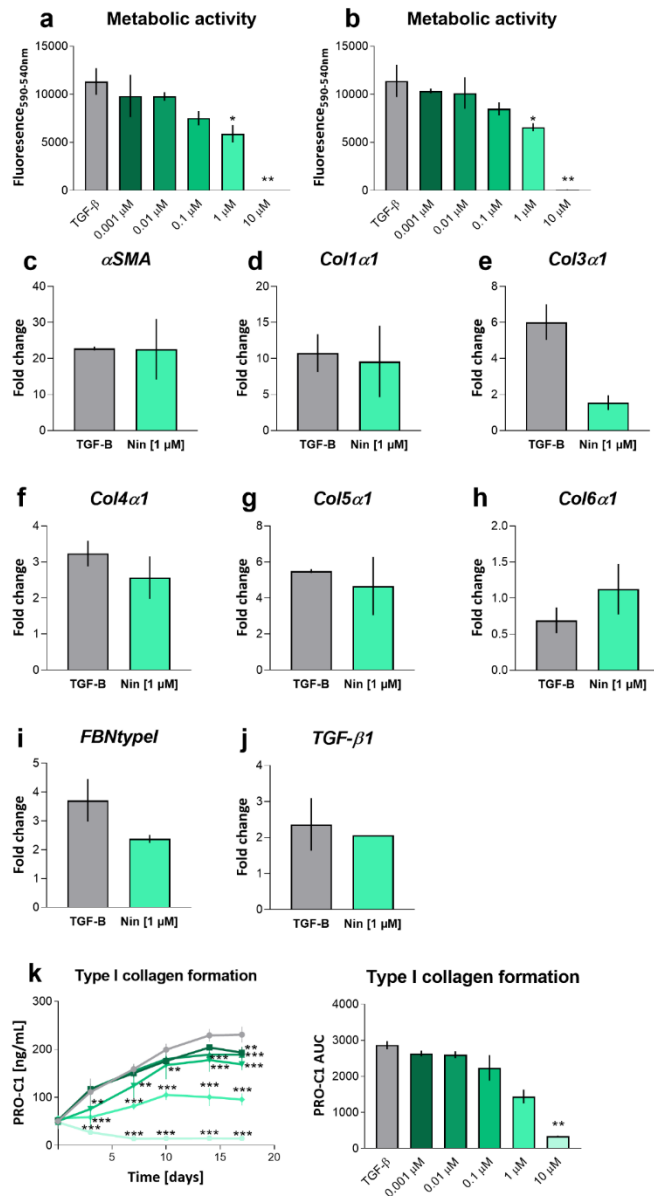 a Metabolic activity
Fluoresence590-540nm
15000
10000
5000
0
*
**
TGF-β
0.001 µM
0.01 µM
0.1 µM
1 µM
10 µM
b Metabolic activity
Fluoresence590-540nm
15000
10000
5000
0
*
**
TGF-β
0.001 µM
0.01 µM
0.1 µM
1 µM
10 µM
c αSMA
Fold change
40
30
20
10
0
TGF-B Nin [1 µM]
d Col1α1
Fold change
20
15
10
5
0
TGF-B Nin [1 µM]
e Col3α1
Fold change
8
6
4
2
0
TGF-B Nin [1 µM]
f Col4α1
Fold change
4
3
2
1
0
TGF-B Nin [1 µM]
g Col5α1
Fold change
8
6
4
2
0
TGF-B Nin [1 µM]
h Col6α1
Fold change
2.0
1.5
1.0
0.5
0.0
TGF-B Nin [1 µM]
i FBNtypeI
Fold change
5
4
3
2
1
0
TGF-B Nin [1 µM]
j TGF-β1
Fold change
4
3
2
1
0
TGF-B Nin [1 µM]
k Type I collagen formation
PRO-C1 [ng/mL]
300
200
100
0
** *** ***
** *** ***
** *** *** ***
*** *** *** ***
*** *** *** *** ***
0 5 10 15 20
Time [days]
Type I collagen formation
PRO-C1 AUC
4000
3000
2000
1000
0
**
TGF-β
0.001 µM
0.01 µM
0.1 µM
1 µM
10 µM